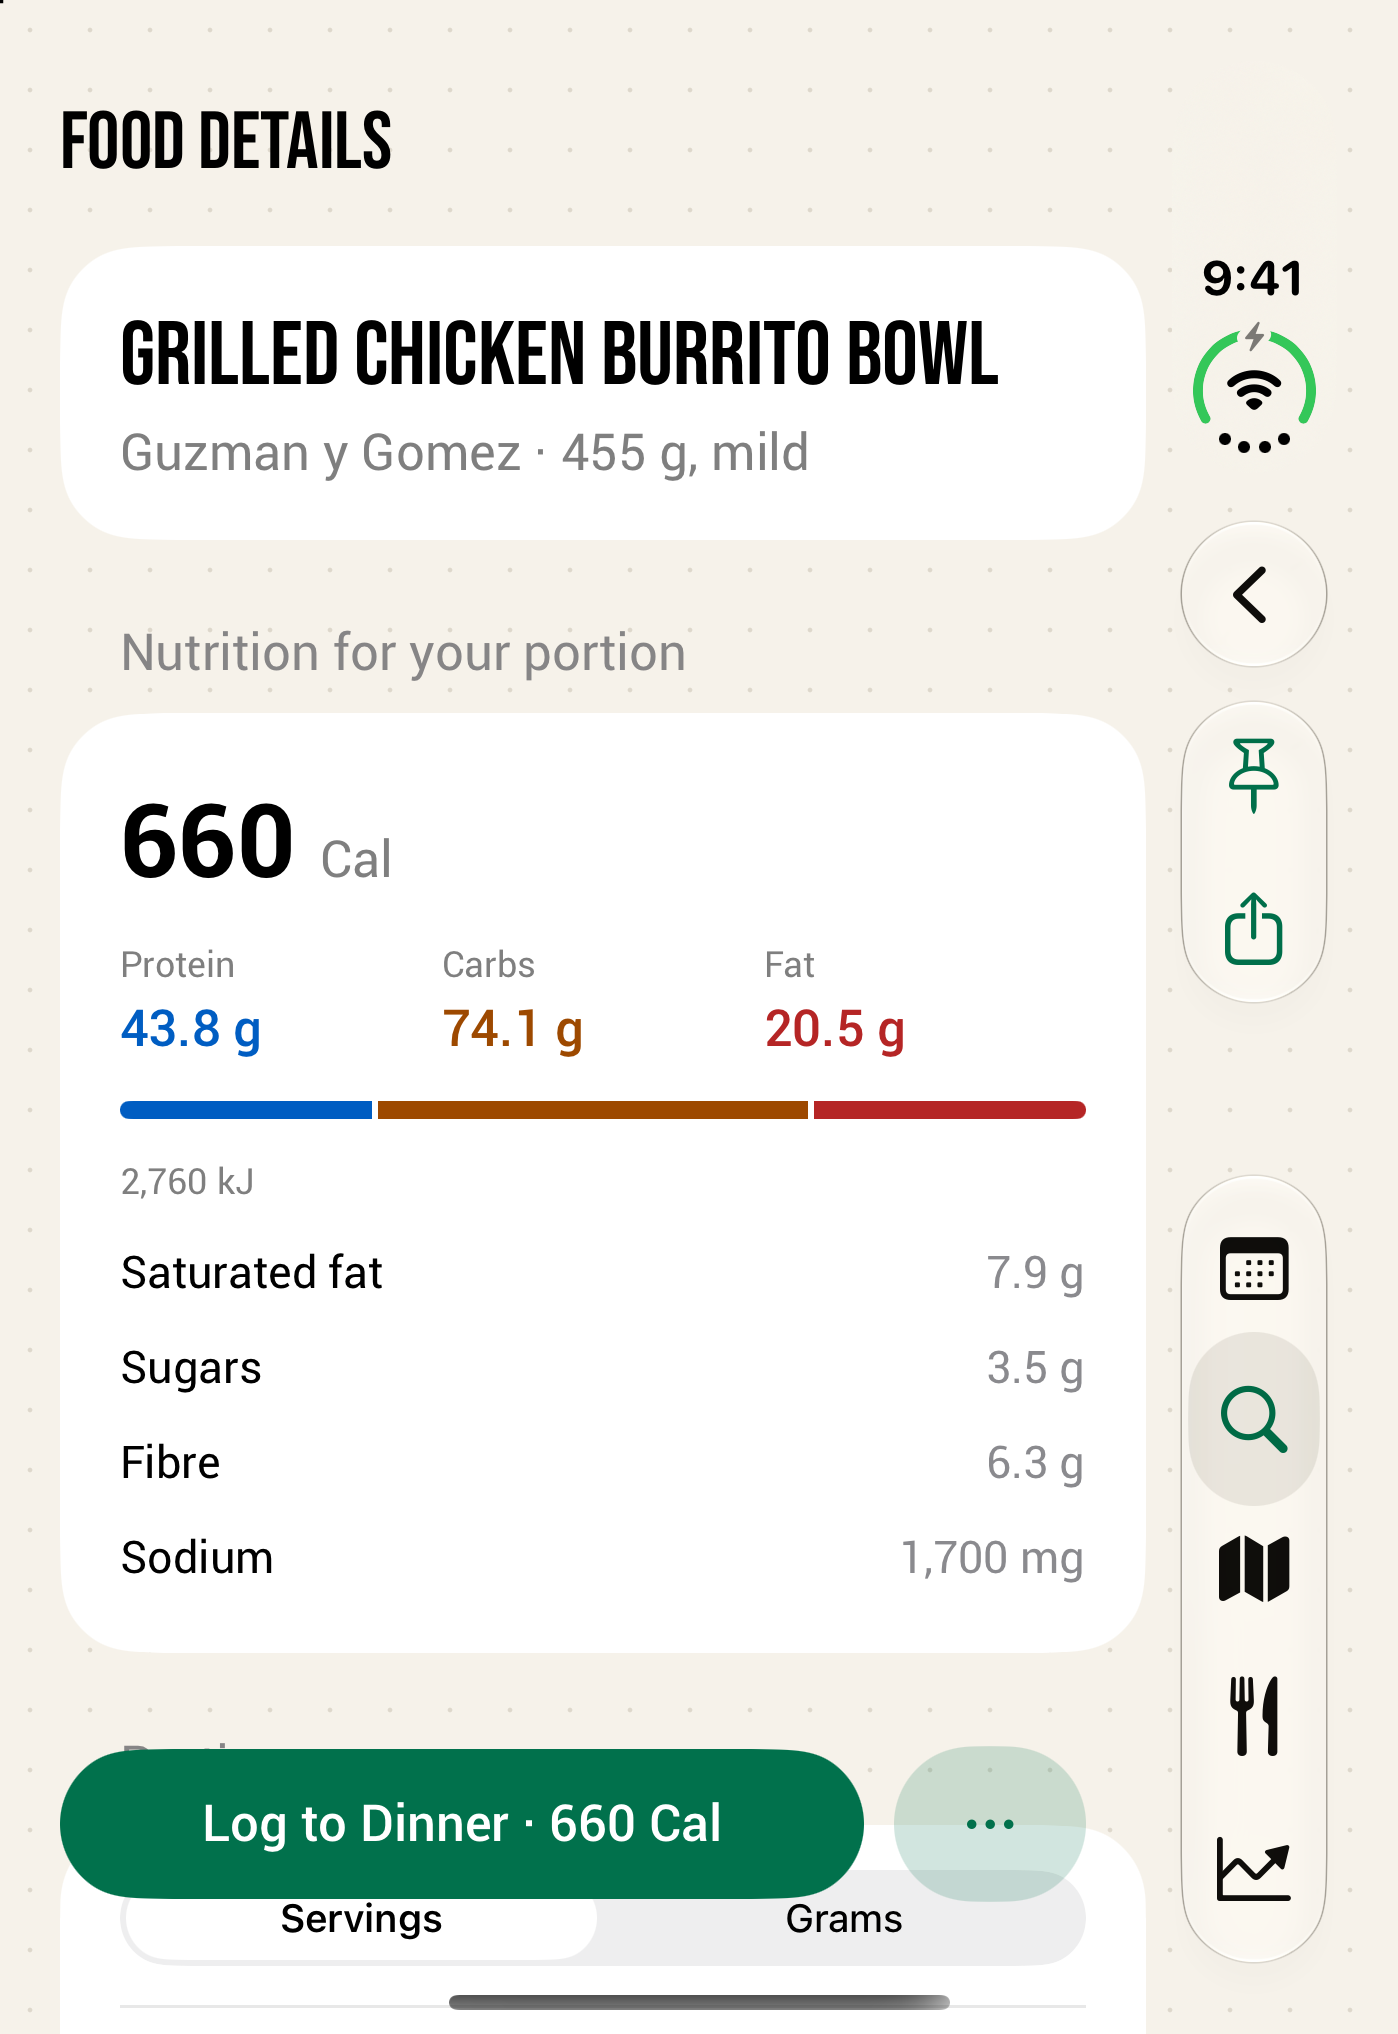 FOOD DETAILS
9:41
GRILLED CHICKEN BURRITO BOWL
Guzman y Gomez · 455 g, mild
Nutrition for your portion
660 Cal
Protein Carbs Fat
43.8 g 74.1 g 20.5 g
2,760 kJ
Saturated fat 7.9 g
Sugars 3.5 g
Fibre 6.3 g
Sodium 1,700 mg
Log to Dinner · 660 Cal
Servings Grams